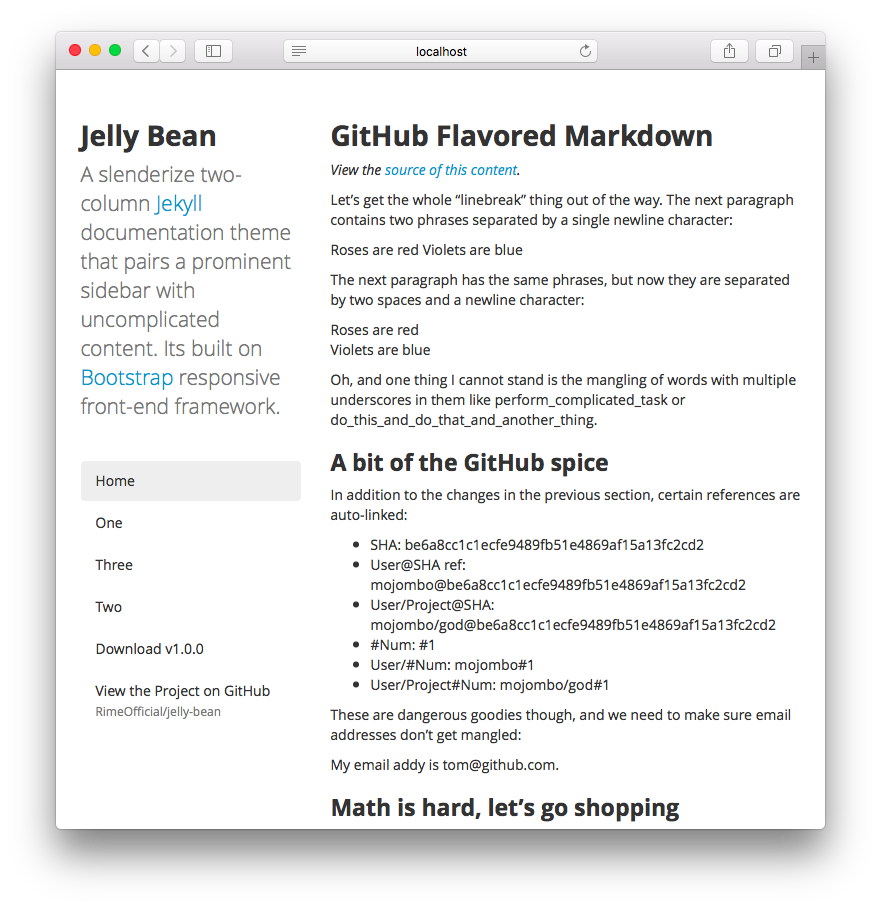 localhost
Jelly Bean
A slenderize two-
column Jekyll
documentation theme
that pairs a prominent
sidebar with
uncomplicated
content. Its built on
Bootstrap responsive
front-end framework.
Home
One
Three
Two
Download v1.0.0
View the Project on GitHub
RimeOfficial/jelly-bean
GitHub Flavored Markdown
View the source of this content.
Let’s get the whole “linebreak” thing out of the way. The next paragraph
contains two phrases separated by a single newline character:
Roses are red Violets are blue
The next paragraph has the same phrases, but now they are separated
by two spaces and a newline character:
Roses are red
Violets are blue
Oh, and one thing I cannot stand is the mangling of words with multiple
underscores in them like perform_complicated_task or
do_this_and_do_that_and_another_thing.
A bit of the GitHub spice
In addition to the changes in the previous section, certain references are
auto-linked:
• SHA: be6a8cc1c1ecfe9489fb51e4869af15a13fc2cd2
• User@SHA ref:
mojombo@be6a8cc1c1ecfe9489fb51e4869af15a13fc2cd2
• User/Project@SHA:
mojombo/god@be6a8cc1c1ecfe9489fb51e4869af15a13fc2cd2
• #Num: #1
• User/#Num: mojombo#1
• User/Project#Num: mojombo/god#1
These are dangerous goodies though, and we need to make sure email
addresses don’t get mangled:
My email addy is tom@github.com.
Math is hard, let’s go shopping